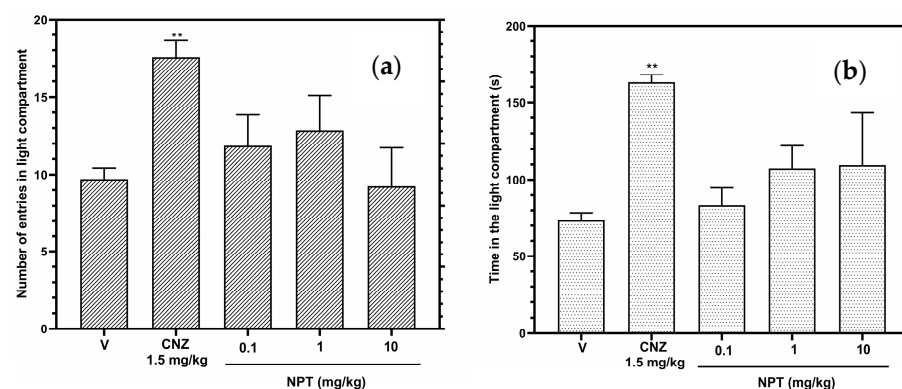 Number of entries in light compartment
20
15
10
5
0
**
(a)
V
CNZ
1.5 mg/kg
0.1
1
10
NPT (mg/kg)
Time in the light compartment (s)
200
150
100
50
0
**
(b)
V
CNZ
1.5 mg/kg
0.1
1
10
NPT (mg/kg)